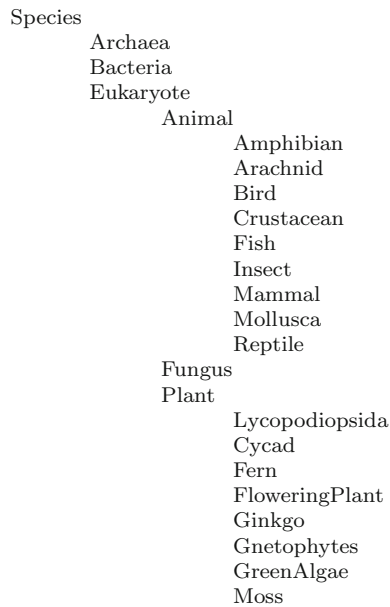 Species
Archaea
Bacteria
Eukaryote
Animal
Amphibian
Arachnid
Bird
Crustacean
Fish
Insect
Mammal
Mollusca
Reptile
Fungus
Plant
Lycopodiopsida
Cycad
Fern
FloweringPlant
Ginkgo
Gnetophytes
GreenAlgae
Moss